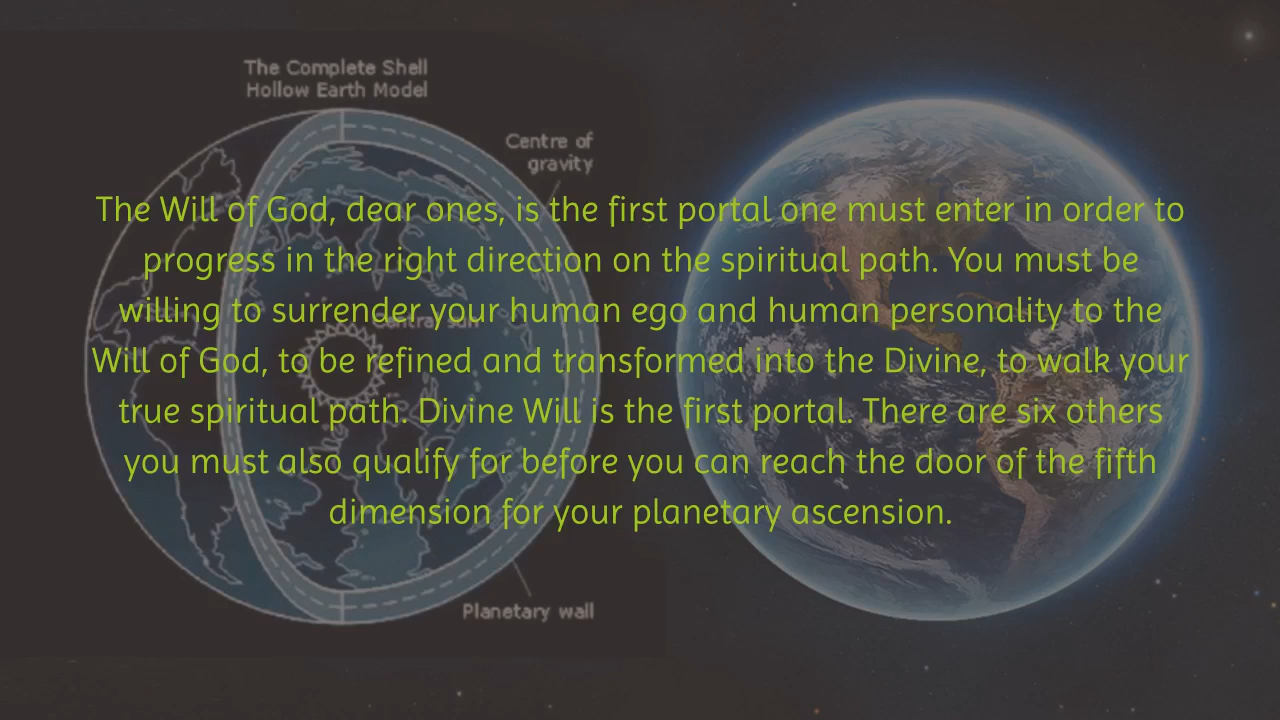 The Complete Shell
Hollow Earth Model
Centre of
gravity
The Will of God, dear ones, is the first portal one must enter in order to
progress in the right direction on the spiritual path. You must be
willing to surrender your human ego and human personality to the
Central sun
Will of God, to be refined and transformed into the Divine, to walk your
true spiritual path. Divine Will is the first portal. There are six others
you must also qualify for before you can reach the door of the fifth
dimension for your planetary ascension.
Planetary wall